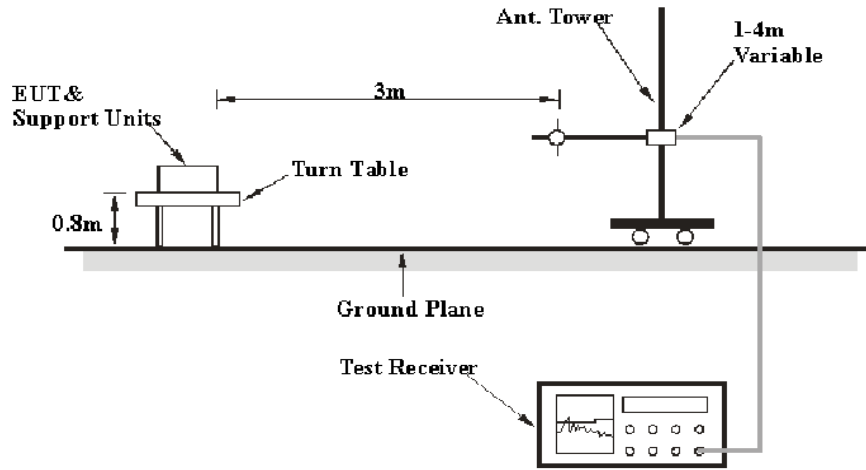 Ant. Tower
1-4m
Variable
3m
EUT&
Support Units
Turn Table
0.8m
Ground Plane
Test Receiver